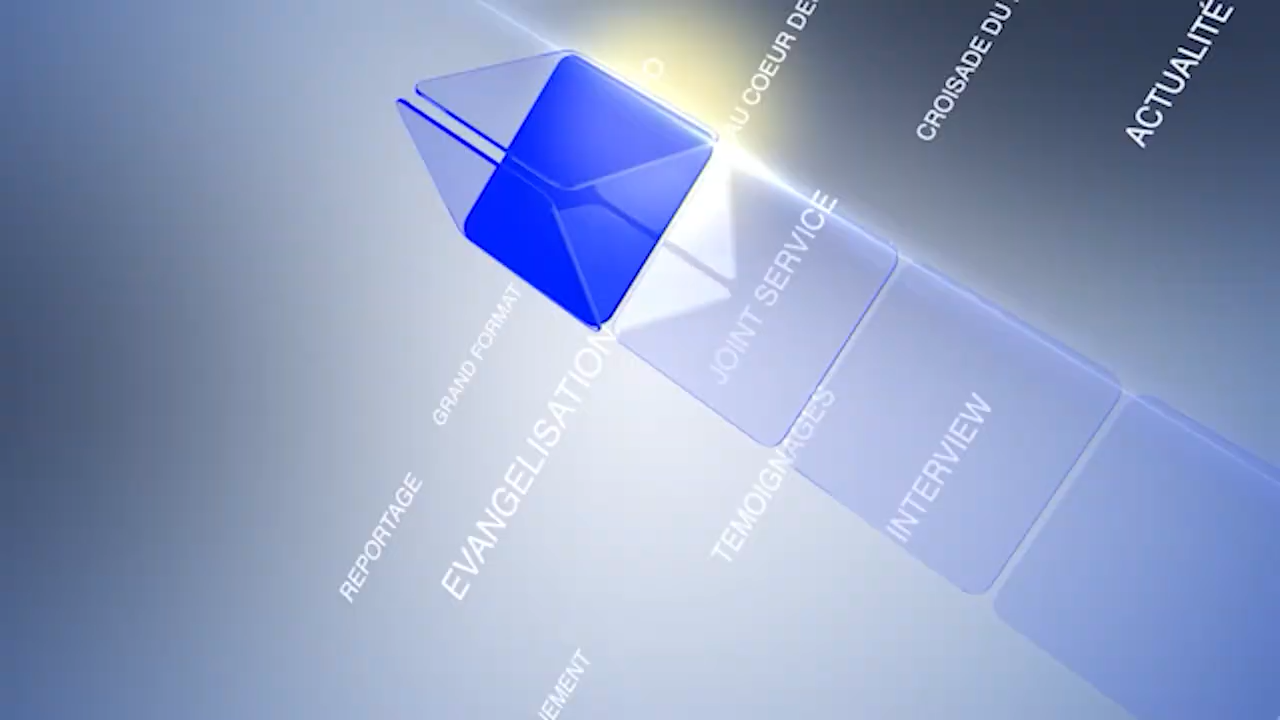 AU COEUR DE
CROISADE DU
ACTUALITÉ
JOINT SERVICE
GRAND FORMAT
EVANGELISATION
TEMOIGNAGES
INTERVIEW
REPORTAGE